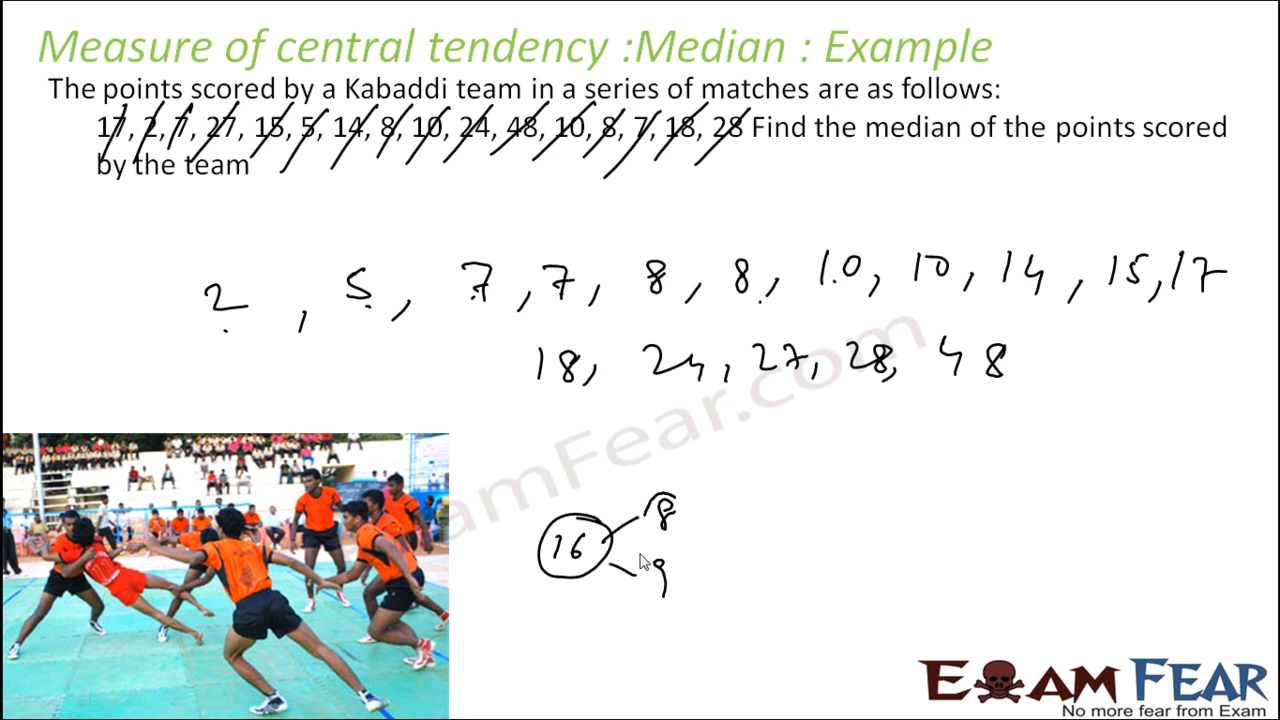 Measure of central tendency :Median : Example
The points scored by a Kabaddi team in a series of matches are as follows:
17, 2, 7, 27, 15, 5, 14, 8, 10, 24, 48, 10, 8, 7, 18, 28 Find the median of the points scored
by the team
2, 5, 7, 7, 8, 8, 10, 10, 14, 15, 17
18, 24, 27, 28, 48
amFear.com
16
8
9
EXAM FEAR
No more fear from Exam